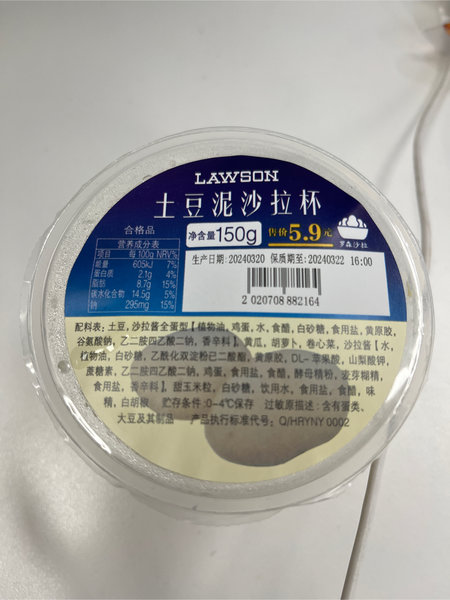 LAWSON
土豆泥沙拉杯
合格品
净含量150g
售价5.9元
罗森沙拉
营养成分表
项目 每100g NRV%
能量 605kJ 7%
蛋白质 2.1g 4%
脂肪 8.7g 15%
碳水化合物 14.5g 5%
钠 295mg 15%
生产日期:20240320 保质期至:20240322 16:00
2 020708 882164
配料表:土豆,沙拉酱全蛋型【植物油,鸡蛋,水,食醋,白砂糖,食用盐,黄原胶,
谷氨酸钠,乙二胺四乙酸二钠,香辛料】黄瓜,胡萝卜,卷心菜,沙拉酱【水,
植物油,白砂糖,乙酰化双淀粉己二酸酯,黄原胶,DL-苹果酸,山梨酸钾,
蔗糖素,乙二胺四乙酸二钠,鸡蛋,食用盐,食醋,酵母精粉,麦芽糊精,
食用盐,香辛料】甜玉米粒,白砂糖,饮用水,食用盐,食醋,味
精,白胡椒 贮存条件:0-4℃保存 过敏原描述:含有蛋类、
大豆及其制品 产品执行标准代号:Q/HRYNY 0002